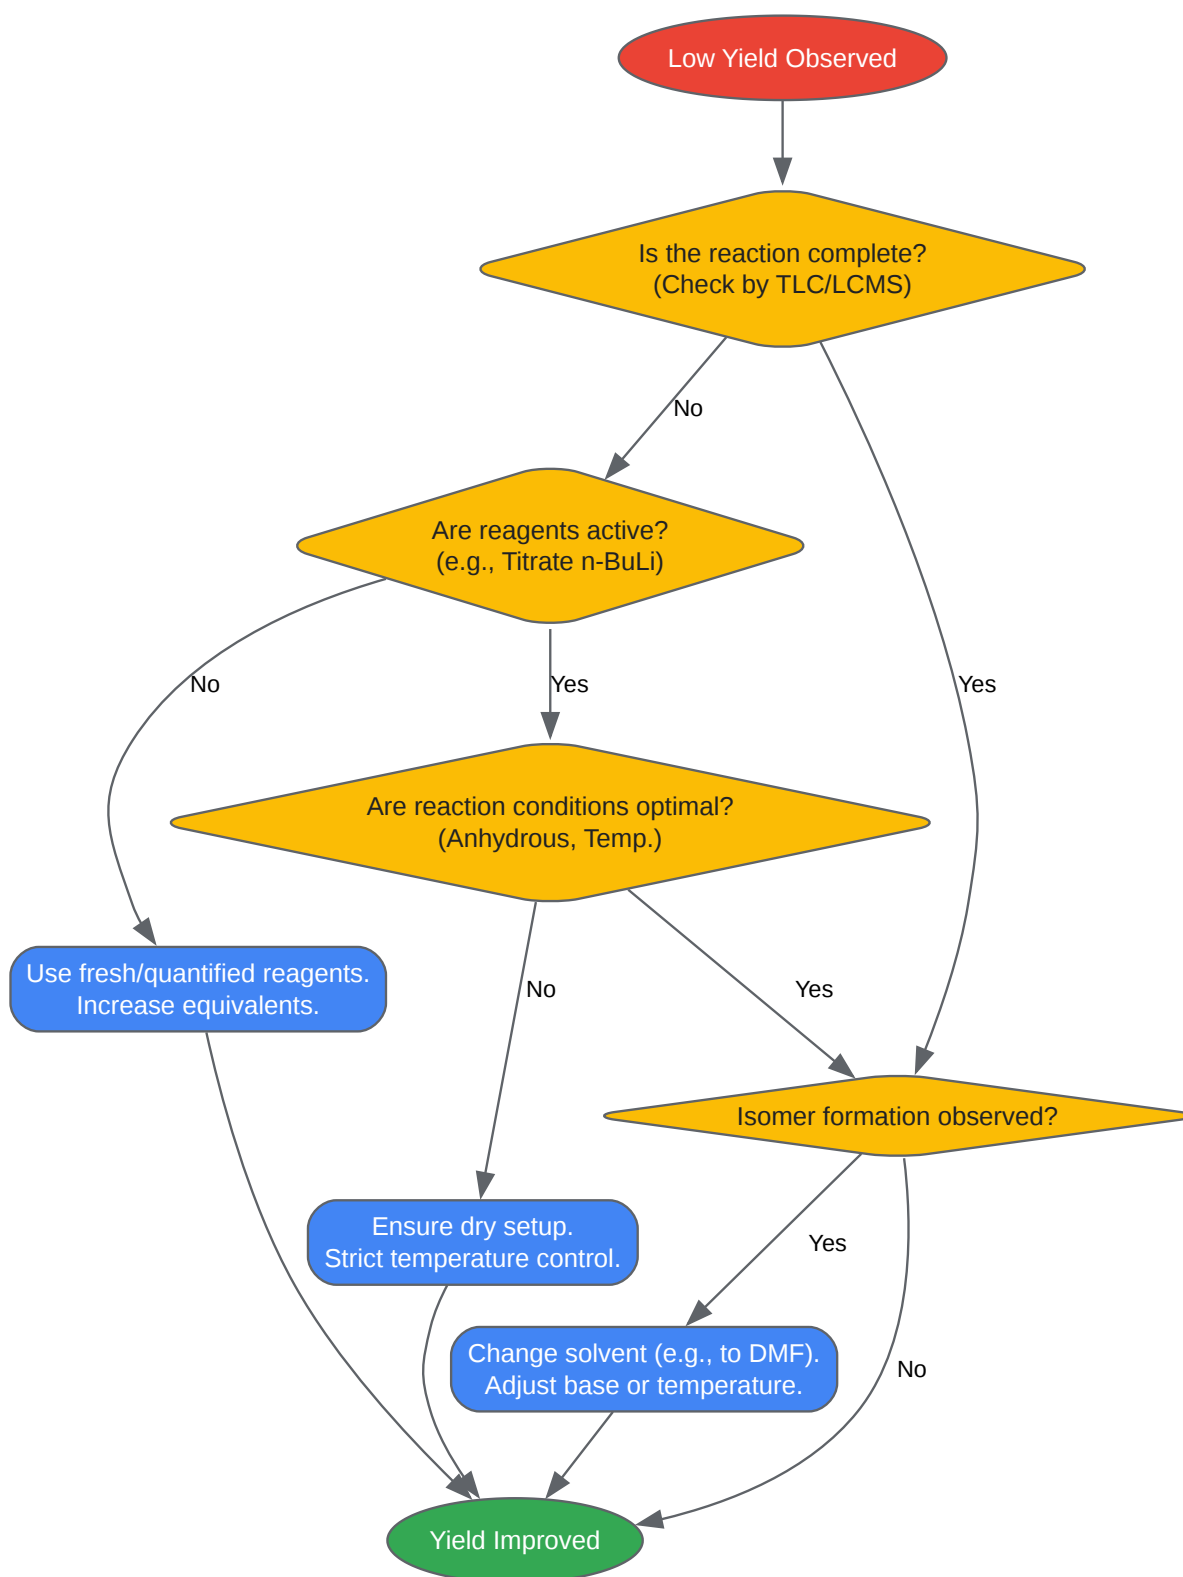 Low Yield Observed
Is the reaction complete?
(Check by TLC/LCMS)
No
Are reagents active?
(e.g., Titrate n-BuLi)
No
Yes
Yes
Are reaction conditions optimal?
(Anhydrous, Temp.)
Use fresh/quantified reagents.
Increase equivalents.
No
Yes
Isomer formation observed?
Ensure dry setup.
Strict temperature control.
Yes
Change solvent (e.g., to DMF).
Adjust base or temperature.
No
Yield Improved